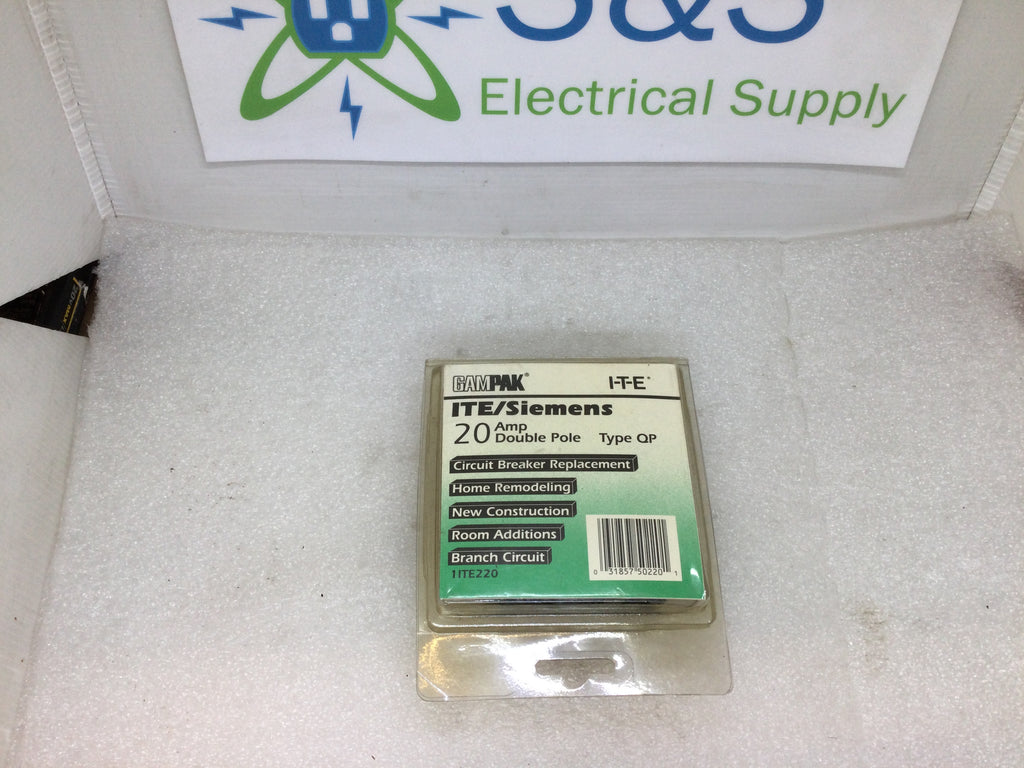 S&S
Electrical Supply
GAMPAK® I-T-E®
ITE/Siemens
20 Amp
Double Pole Type QP
Circuit Breaker Replacement
Home Remodeling
New Construction
Room Additions
Branch Circuit
1ITE220
0 31857 50220 1